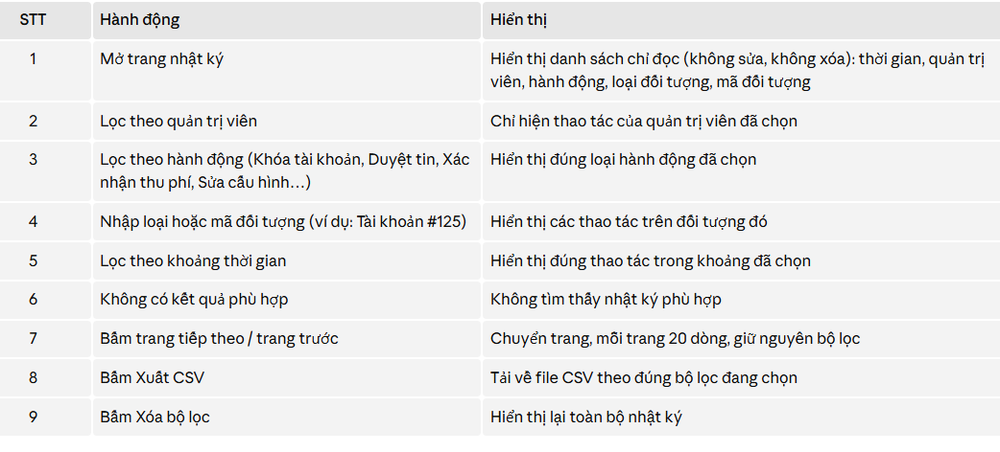 STT Hành động Hiển thị
1 Mở trang nhật ký Hiển thị danh sách chỉ đọc (không sửa, không xóa): thời gian, quản trị
viên, hành động, loại đối tượng, mã đối tượng
2 Lọc theo quản trị viên Chỉ hiện thao tác của quản trị viên đã chọn
3 Lọc theo hành động (Khóa tài khoản, Duyệt tin, Xác Hiển thị đúng loại hành động đã chọn
nhận thu phí, Sửa cấu hình...)
4 Nhập loại hoặc mã đối tượng (ví dụ: Tài khoản #125) Hiển thị các thao tác trên đối tượng đó
5 Lọc theo khoảng thời gian Hiển thị đúng thao tác trong khoảng đã chọn
6 Không có kết quả phù hợp Không tìm thấy nhật ký phù hợp
7 Bấm trang tiếp theo / trang trước Chuyển trang, mỗi trang 20 dòng, giữ nguyên bộ lọc
8 Bấm Xuất CSV Tải về file CSV theo đúng bộ lọc đang chọn
9 Bấm Xóa bộ lọc Hiển thị lại toàn bộ nhật ký